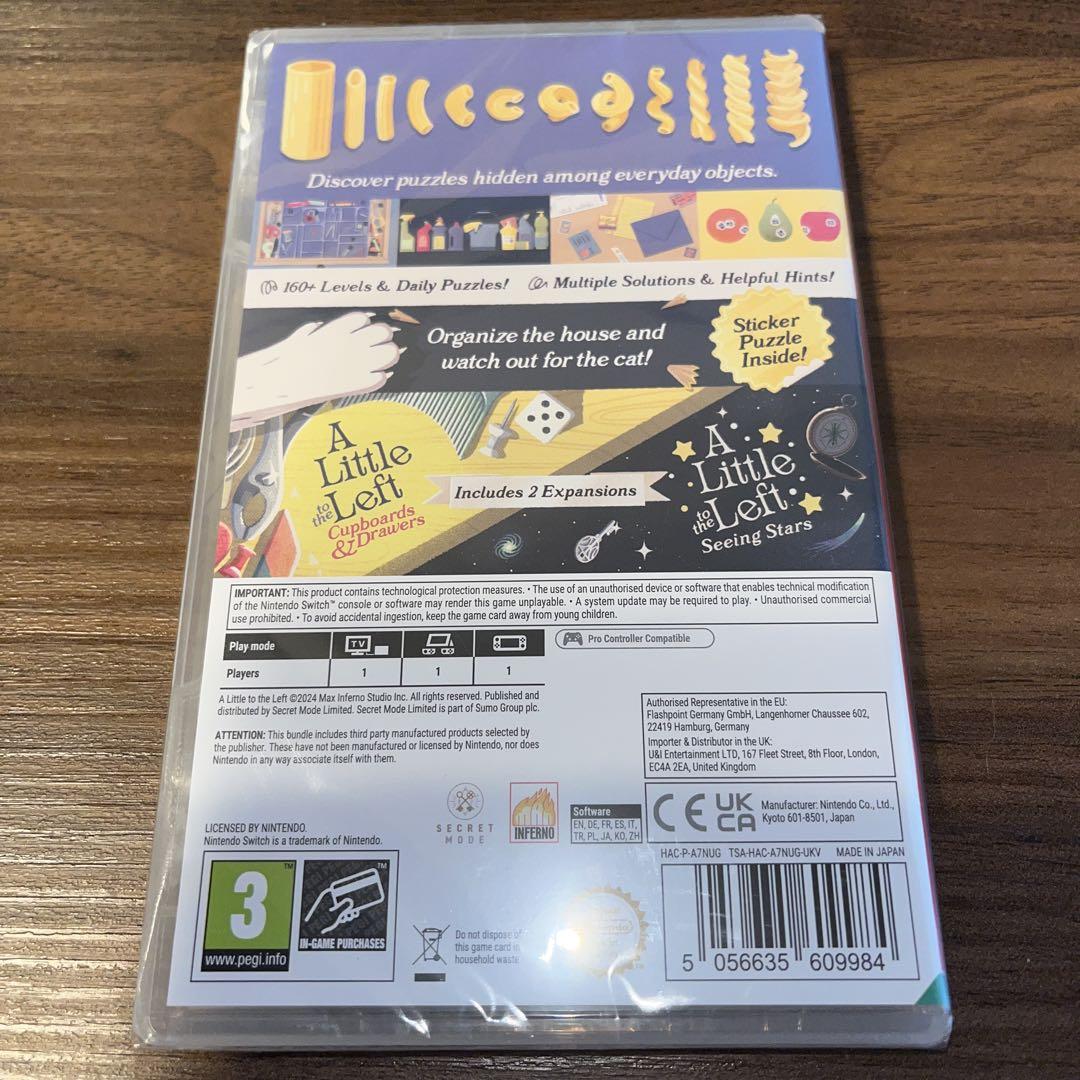 Discover puzzles hidden among everyday objects.
160+ Levels & Daily Puzzles!
Multiple Solutions & Helpful Hints!
Organize the house and
watch out for the cat!
Sticker
Puzzle
Inside!
A
Little
to the Left
Cupboards
& Drawers
Includes 2 Expansions
A
Little
to the Left
Seeing Stars
IMPORTANT: This product contains technological protection measures. • The use of an unauthorised device or software that enables technical modification
of the Nintendo Switch™ console or software may render this game unplayable. • A system update may be required to play. • Unauthorised commercial
use prohibited. • To avoid accidental ingestion, keep the game card away from young children.
Play mode
TV
Players 1 1 1
Pro Controller Compatible
A Little to the Left ©2024 Max Inferno Studio Inc. All rights reserved. Published and
distributed by Secret Mode Limited. Secret Mode Limited is part of Sumo Group plc.
ATTENTION: This bundle includes third party manufactured products selected by
the publisher. These have not been manufactured or licensed by Nintendo, nor does
Nintendo in any way associate itself with them.
Authorised Representative in the EU:
Flashpoint Germany GmbH, Langenhorner Chaussee 602,
22419 Hamburg, Germany
Importer & Distributor in the UK:
U&I Entertainment LTD, 167 Fleet Street, 8th Floor, London,
EC4A 2EA, United Kingdom
LICENSED BY NINTENDO.
Nintendo Switch is a trademark of Nintendo.
SECRET
MODE
INFERNO
Software
EN, DE, FR, ES, IT,
TR, PL, JA, KO, ZH
CE
UK
CA
Manufacturer: Nintendo Co., Ltd.,
Kyoto 601-8501, Japan
HAC-P-A7NUG TSA-HAC-A7NUG-UKV MADE IN JAPAN
3
TM
www.pegi.info
TM
IN-GAME PURCHASES
Do not dispose of
this game card in
household waste
5 056635 609984